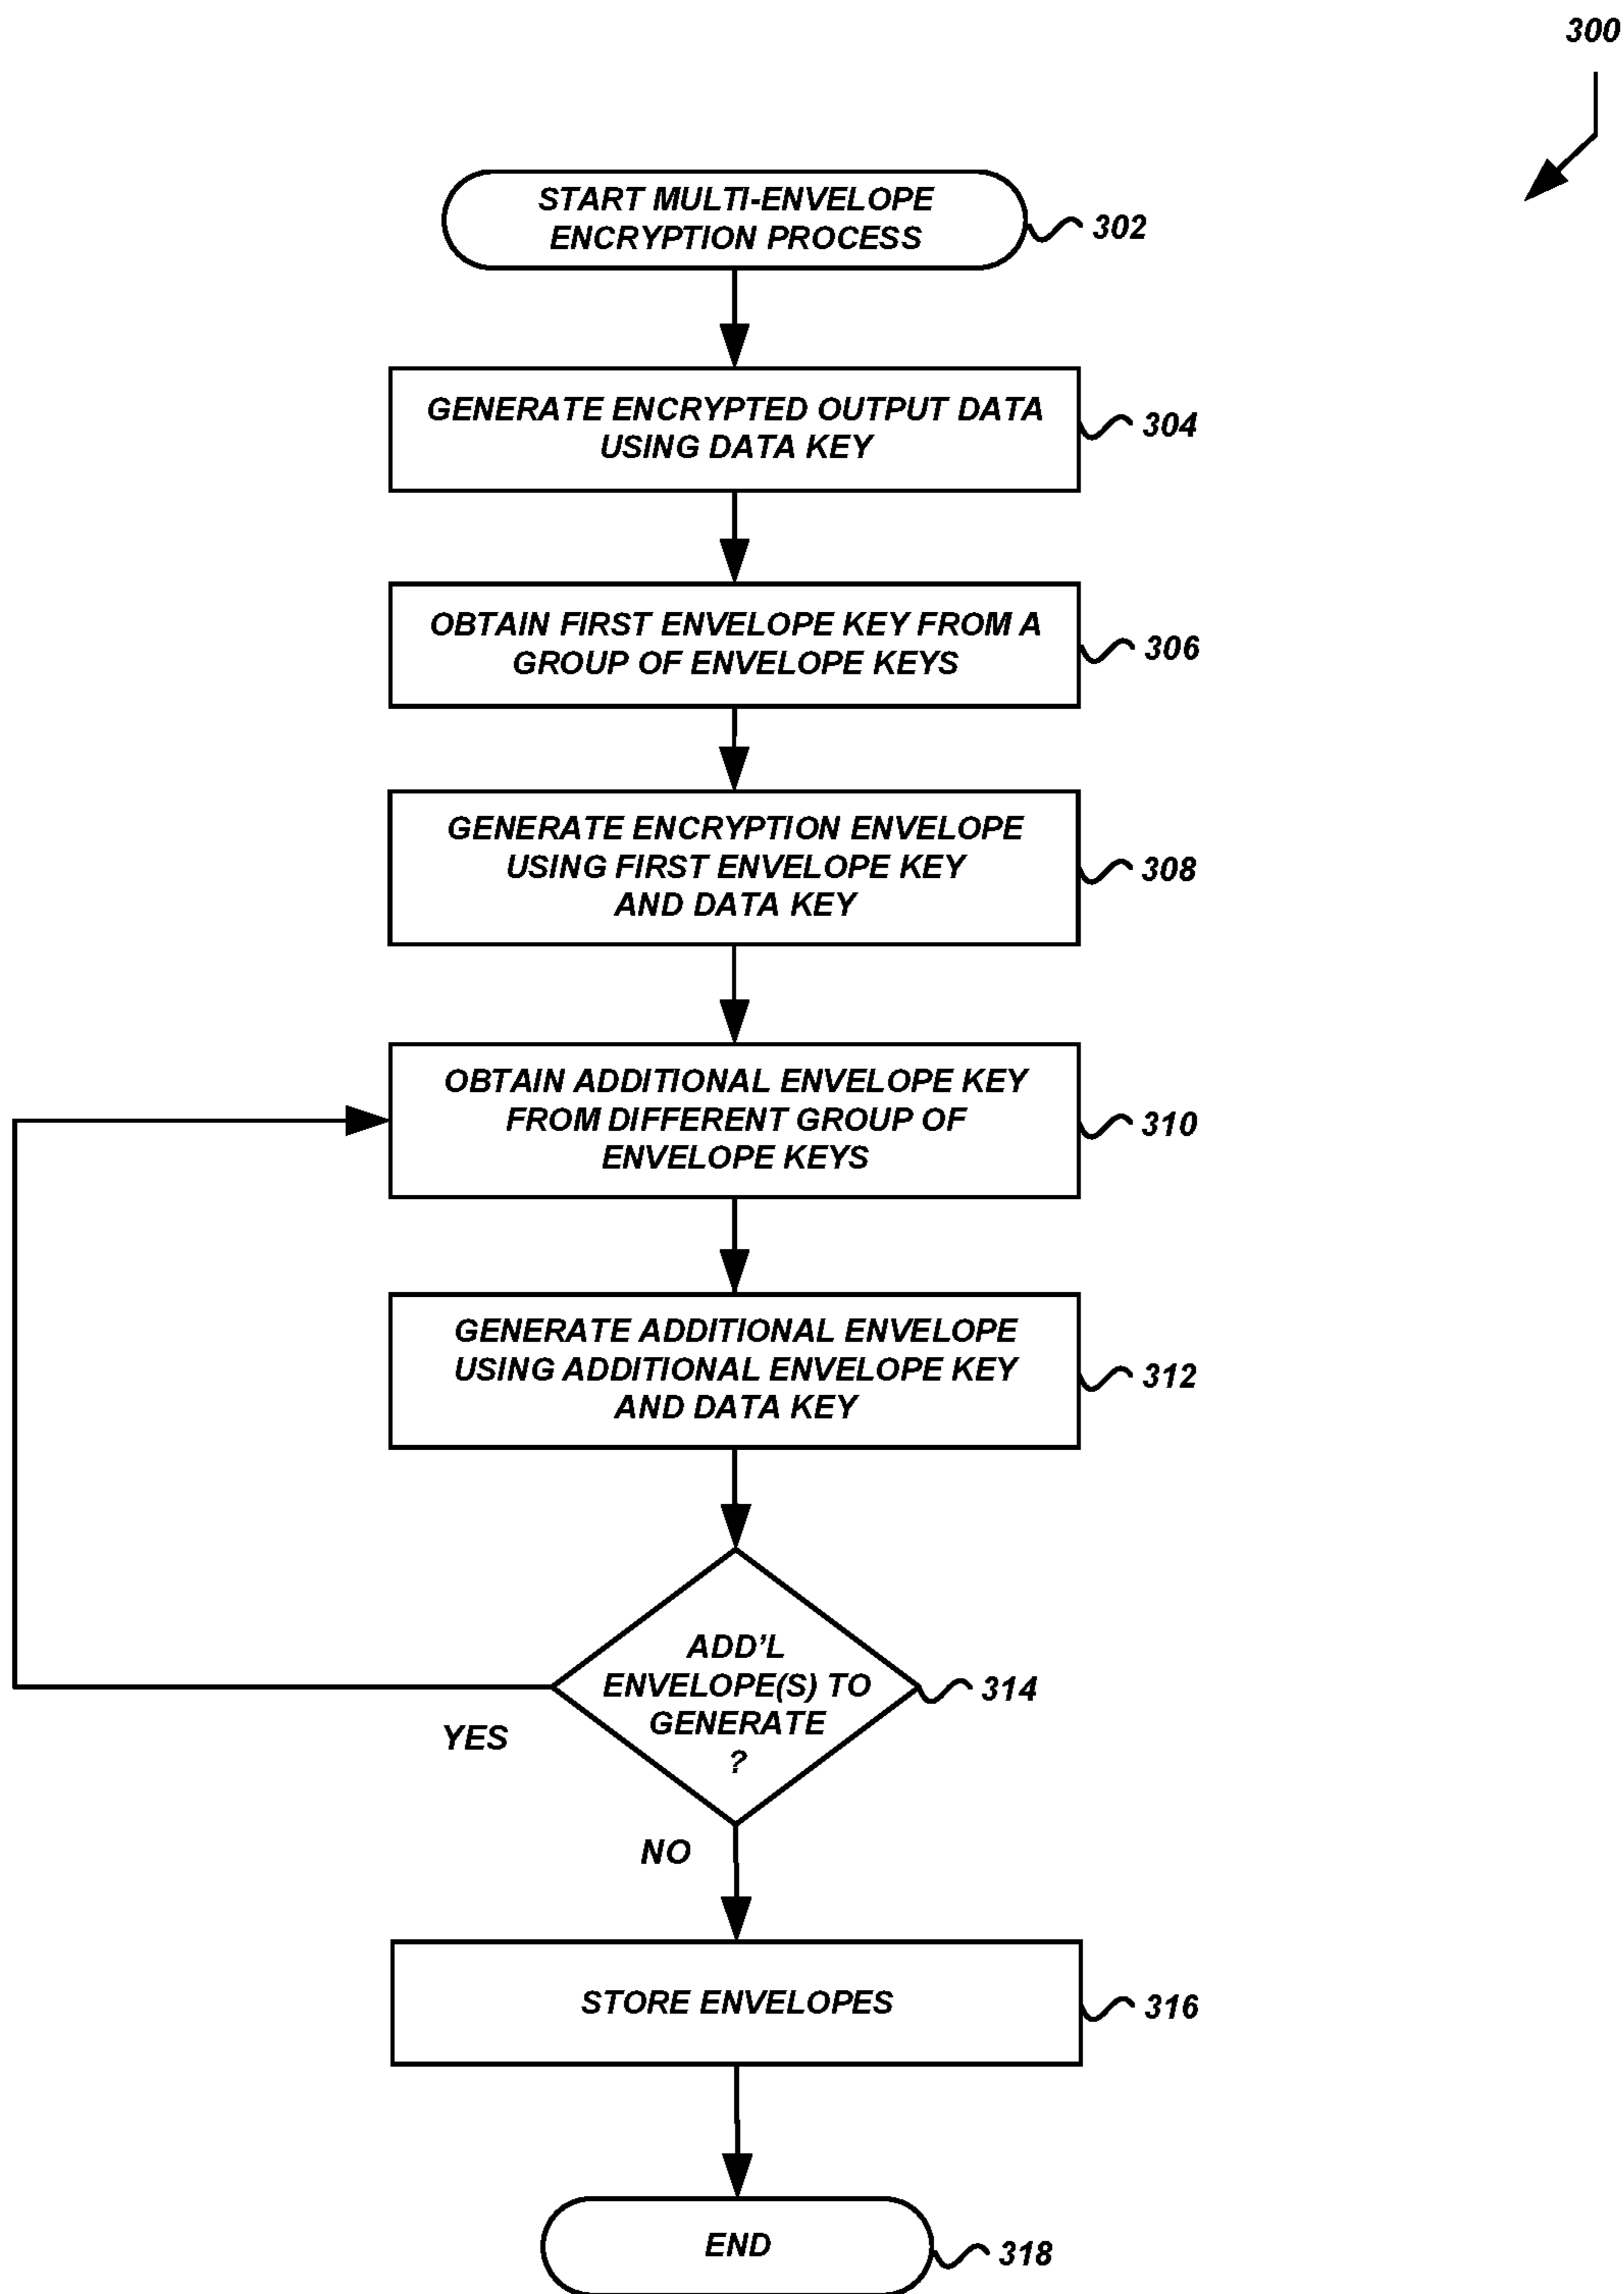 300
START MULTI-ENVELOPE
ENCRYPTION PROCESS
302
GENERATE ENCRYPTED OUTPUT DATA
USING DATA KEY
304
OBTAIN FIRST ENVELOPE KEY FROM A
GROUP OF ENVELOPE KEYS
306
GENERATE ENCRYPTION ENVELOPE
USING FIRST ENVELOPE KEY
AND DATA KEY
308
OBTAIN ADDITIONAL ENVELOPE KEY
FROM DIFFERENT GROUP OF
ENVELOPE KEYS
310
GENERATE ADDITIONAL ENVELOPE
USING ADDITIONAL ENVELOPE KEY
AND DATA KEY
312
ADD’L
ENVELOPE(S) TO
GENERATE
?
314
YES
NO
STORE ENVELOPES
316
END
318